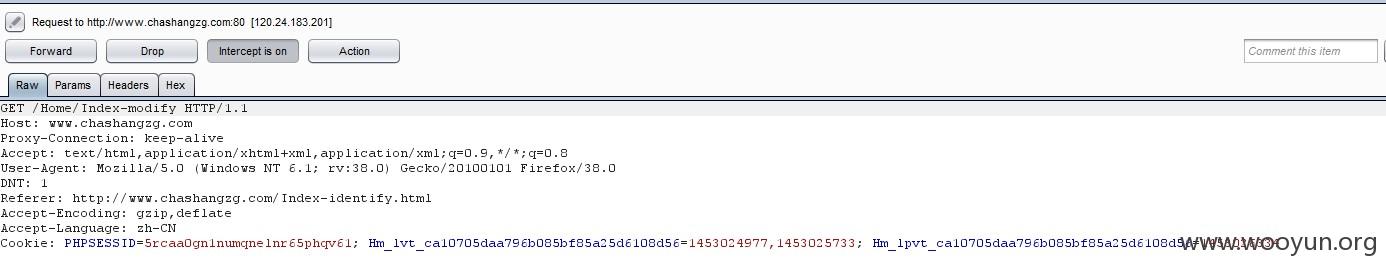 Request to http://www.chashangzg.com:80 [120.24.183.201]
Forward Drop Intercept is on Action Comment this item
Raw Params Headers Hex
GET /Home/Index-modify HTTP/1.1
Host: www.chashangzg.com
Proxy-Connection: keep-alive
Accept: text/html,application/xhtml+xml,application/xml;q=0.9,*/*;q=0.8
User-Agent: Mozilla/5.0 (Windows NT 6.1; rv:38.0) Gecko/20100101 Firefox/38.0
DNT: 1
Referer: http://www.chashangzg.com/Index-identify.html
Accept-Encoding: gzip,deflate
Accept-Language: zh-CN
Cookie: PHPSESSID=5rcaa0gn1numqnelnr65phqv61; Hm_lvt_ca10705daa796b085bf85a25d6108d56=1453024977,1453025733;
www.wooyun.org